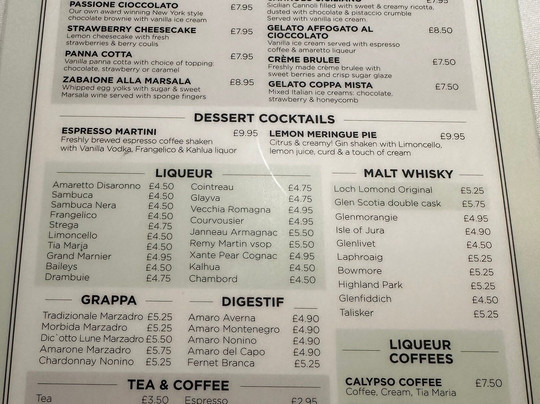 PASSIONE CIOCCOLATO £7.95
Our own award winning New York style
chocolate brownie with vanilla ice cream
STRAWBERRY CHEESECAKE £7.95
Lemon cheesecake with fresh
strawberries & berry coulis
PANNA COTTA £7.95
Vanilla panna cotta with choice of topping:
chocolate, strawberry or caramel
ZABAIONE ALLA MARSALA £8.95
Whipped egg yolks with sugar & sweet
Marsala wine served with sponge fingers
£7.95
Sicilian Cannoli filled with sweet & creamy ricotta,
dusted with chocolate & pistaccio crumble
Served with vanilla ice cream.
GELATO AFFOGATO AL £8.50
CIOCCOLATO
Vanilla ice cream served with espresso
coffee & amaretto liqueur
CRÈME BRULEE £7.50
Freshly made crème brulee with
sweet berries and crisp sugar glaze
GELATO COPPA MISTA £7.50
Mixed Italian ice creams: chocolate,
strawberry & honeycomb
DESSERT COCKTAILS
ESPRESSO MARTINI £9.95
Freshly brewed espresso coffee shaken
with Vanilla Vodka, Frangelico & Kahlua liquor
LEMON MERINGUE PIE £9.95
Citrus & creamy! Gin shaken with Limoncello,
lemon juice, curd & a touch of cream
LIQUEUR
Amaretto Disaronno £4.50
Sambuca £4.50
Sambuca Nera £4.50
Frangelico £4.50
Strega £4.75
Limoncello £4.50
Tia Marja £4.50
Grand Marnier £4.95
Baileys £4.50
Drambuie £4.75
Cointreau £4.75
Glayva £4.75
Vecchia Romagna £4.95
Courvousier £4.95
Janneau Armagnac £5.50
Remy Martin vsop £5.50
Xante Pear Cognac £4.95
Kalhua £4.50
Chambord £4.50
MALT WHISKY
Loch Lomond Original £5.25
Glen Scotia double cask £5.75
Glenmorangie £4.95
Isle of Jura £4.90
Glenlivet £4.50
Laphroaig £5.25
Bowmore £5.25
Highland Park £5.25
Glenfiddich £4.50
Talisker £5.25
GRAPPA
Tradizionale Marzadro £5.25
Morbida Marzadro £5.25
Dic'otto Lune Marzadro £5.50
Amarone Marzadro £5.75
Chardonnay Nonino £5.25
DIGESTIF
Amaro Averna £4.90
Amaro Montenegro £4.90
Amaro Nonino £4.90
Amaro del Capo £4.90
Fernet Branca £5.25
LIQUEUR
COFFEES
CALYPSO COFFEE £7.50
Coffee, Cream, Tia Maria
TEA & COFFEE
Tea £3.50
Espresso £2.95